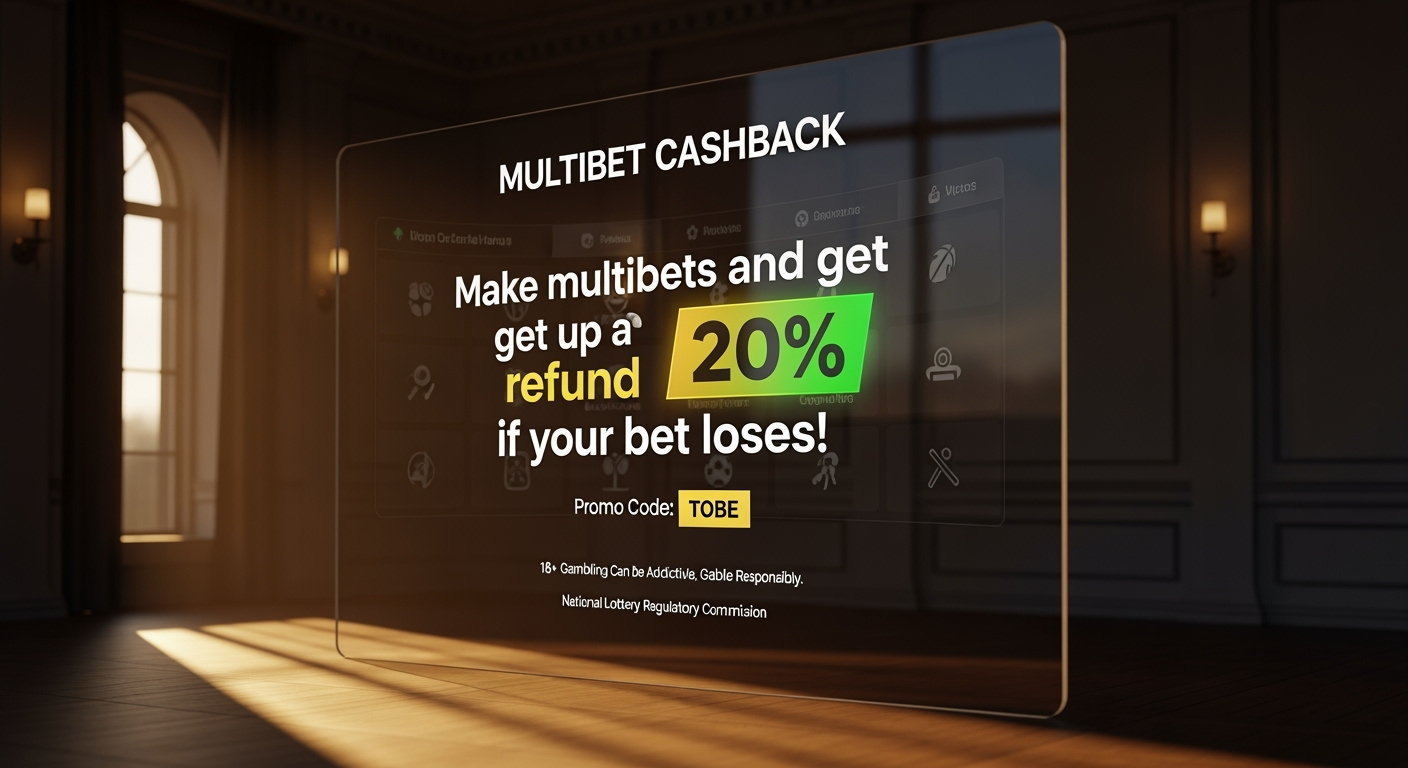 MULTIBET CASHBACK
Make multibets and get
get up a
refund 20%
if your bet loses!
Promo Code: TOBE
18+ Gambling Can be Addictive, Gable Responsibly.
National Lottery Regulatory Commission